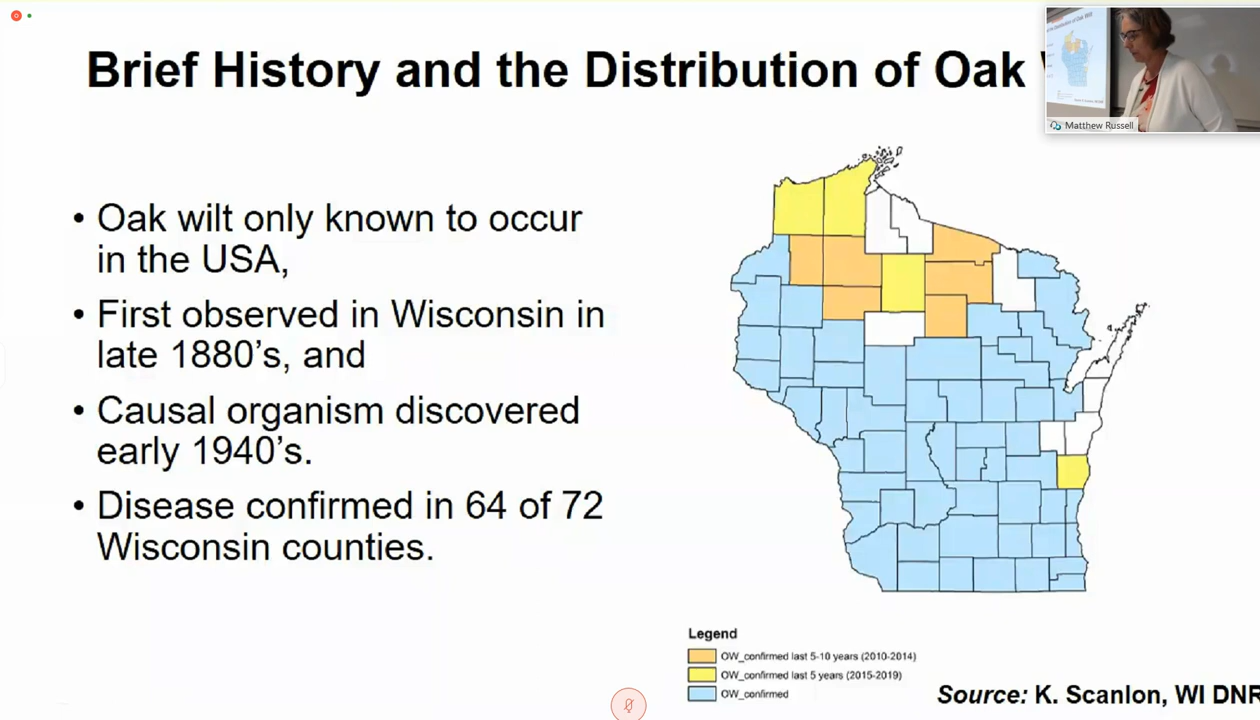 Brief History and the Distribution of Oak
• Oak wilt only known to occur
in the USA,
• First observed in Wisconsin in
late 1880's, and
• Causal organism discovered
early 1940's.
• Disease confirmed in 64 of 72
Wisconsin counties.
Matthew Russell
Legend
OW_confirmed last 5-10 years (2010-2014)
OW_confirmed last 5 years (2015-2019)
OW_confirmed
Source: K. Scanlon, WI DNR